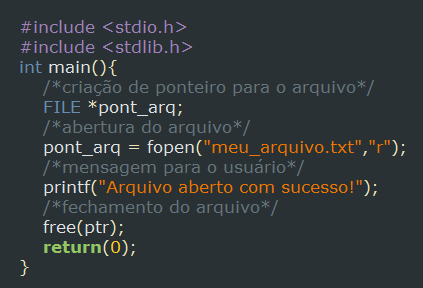 #include <stdio.h>
#include <stdlib.h>
int main(){
/*criação de ponteiro para o arquivo*/
FILE *pont_arq;
/*abertura do arquivo*/
pont_arq = fopen("meu_arquivo.txt","r");
/*mensagem para o usuário*/
printf("Arquivo aberto com sucesso!");
/*fechamento do arquivo*/
free(ptr);
return(0);
}